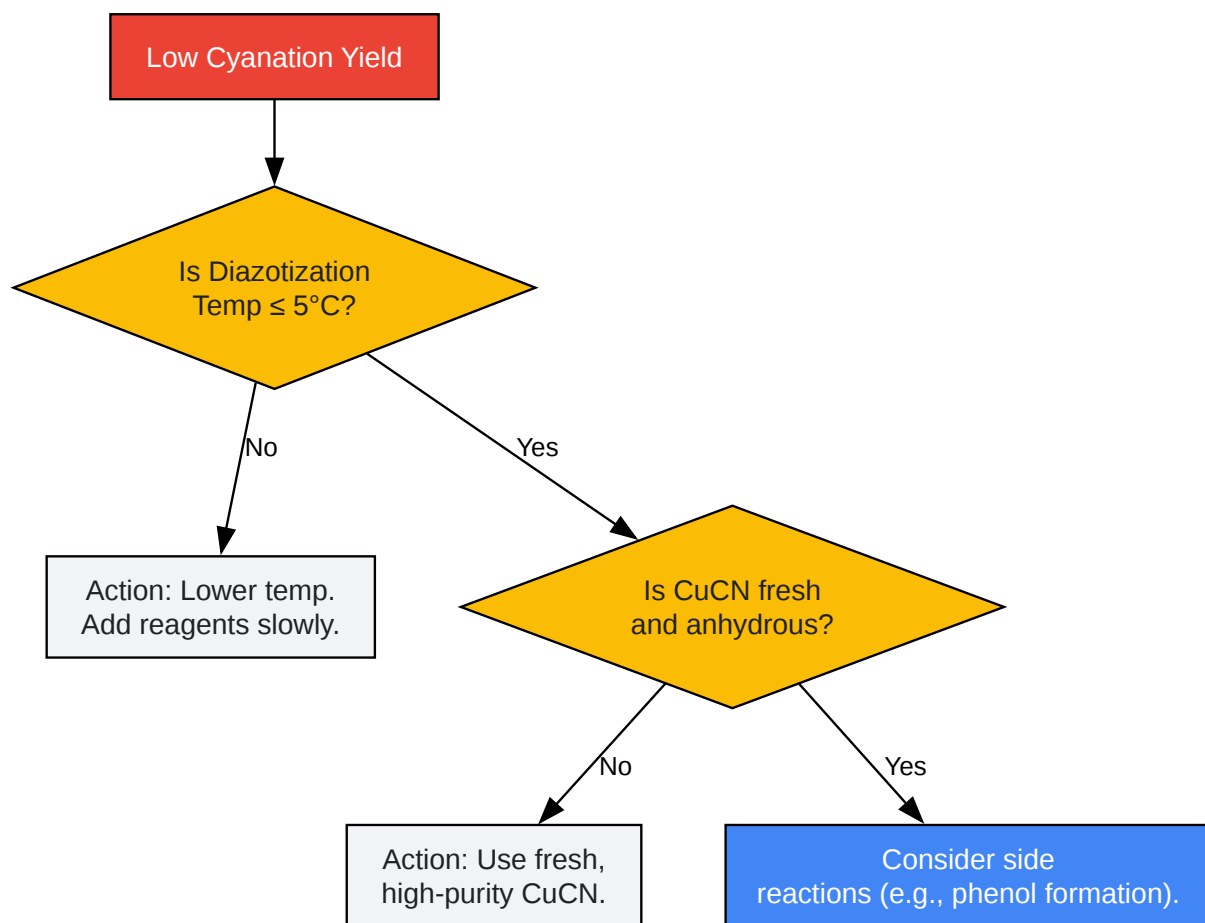 Low Cyanation Yield
Is Diazotization
Temp ≤ 5°C?
No
Yes
Action: Lower temp.
Add reagents slowly.
Is CuCN fresh
and anhydrous?
No
Yes
Action: Use fresh,
high-purity CuCN.
Consider side
reactions (e.g., phenol formation).